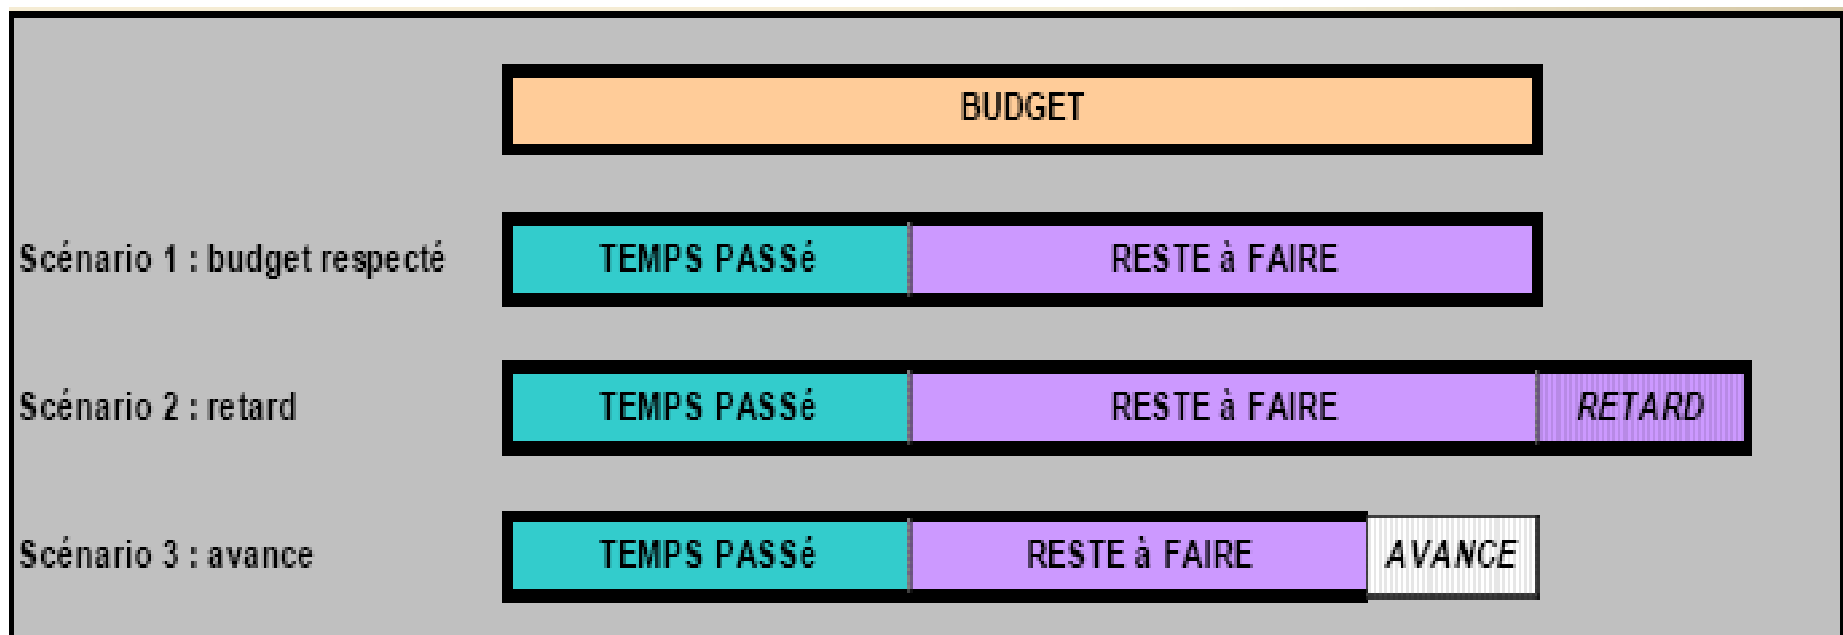 BUDGET
Scénario 1 : budget respecté TEMPS PASSé RESTE à FAIRE
Scénario 2 : retard TEMPS PASSé RESTE à FAIRE RETARD
Scénario 3 : avance TEMPS PASSé RESTE à FAIRE AVANCE